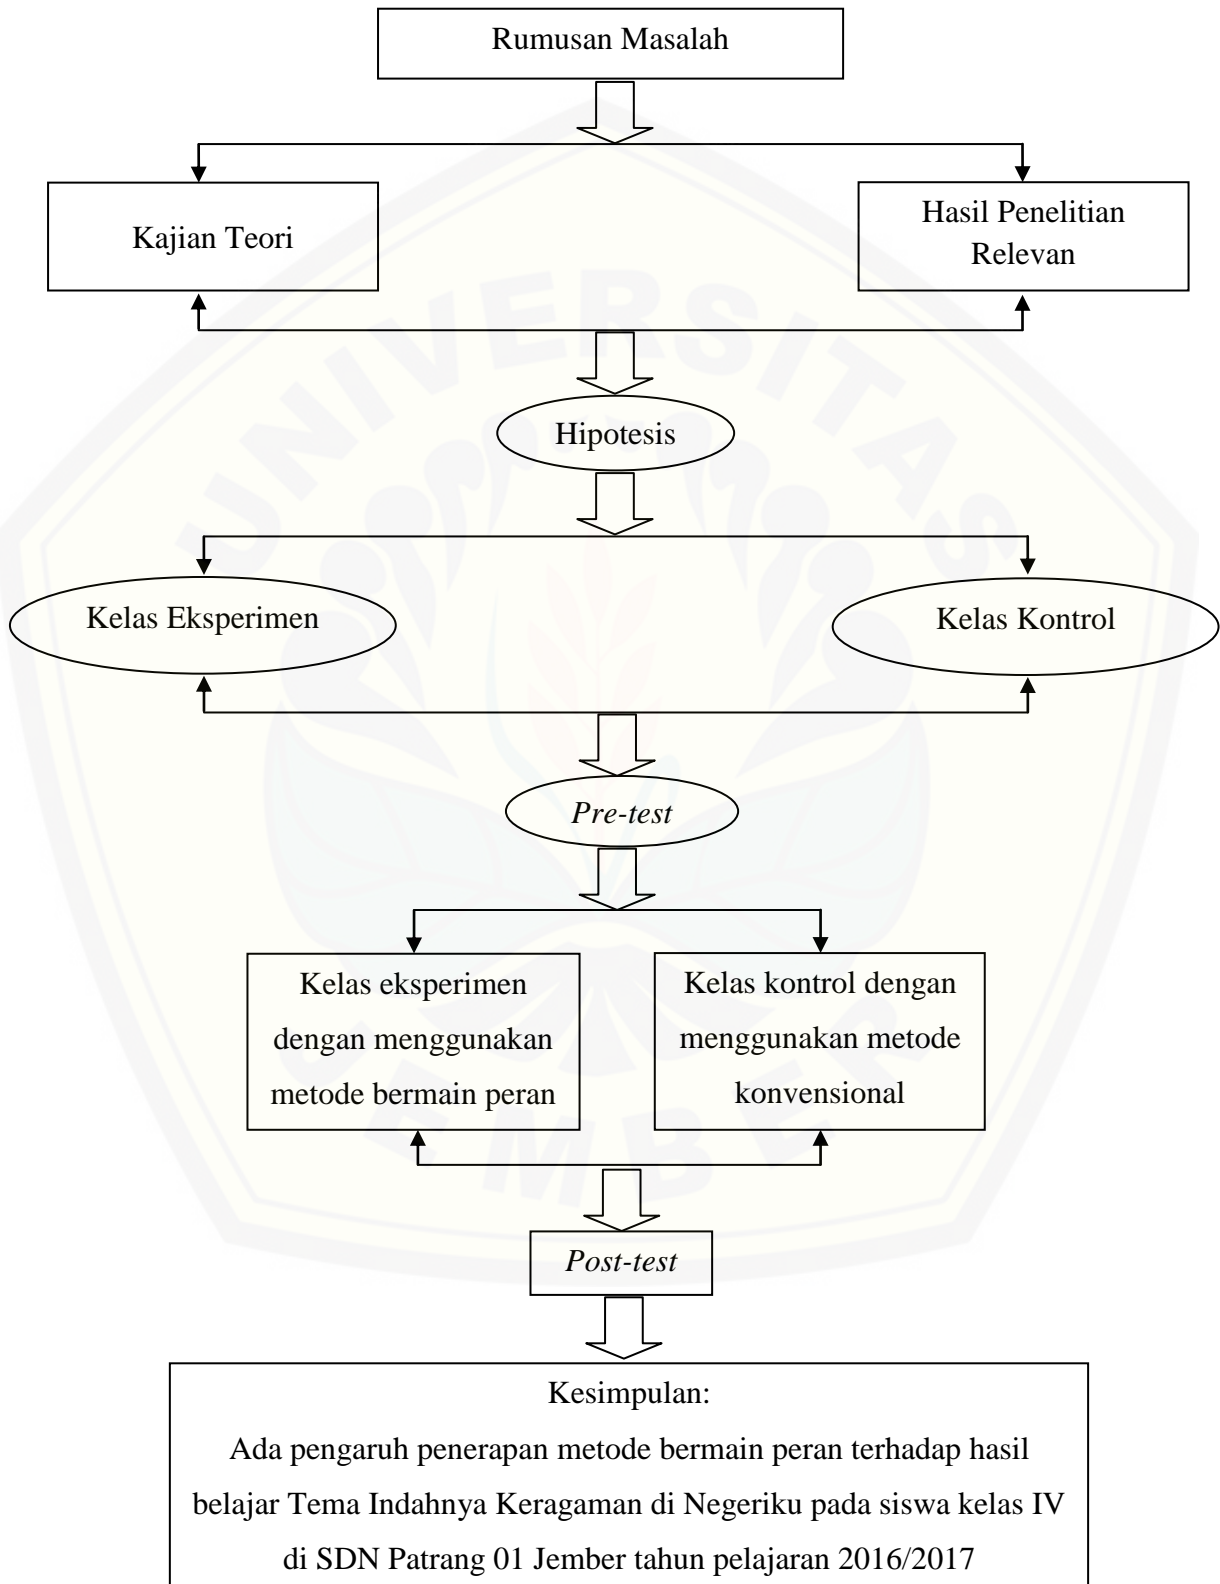 Rumusan Masalah
Kajian Teori
Hasil Penelitian
Relevan
Hipotesis
Kelas Eksperimen
Kelas Kontrol
Pre-test
Kelas eksperimen
dengan menggunakan
metode bermain peran
Kelas kontrol dengan
menggunakan metode
konvensional
Post-test
Kesimpulan:
Ada pengaruh penerapan metode bermain peran terhadap hasil
belajar Tema Indahnya Keragaman di Negeriku pada siswa kelas IV
di SDN Patrang 01 Jember tahun pelajaran 2016/2017
UNIVERSITAS
JEMBER